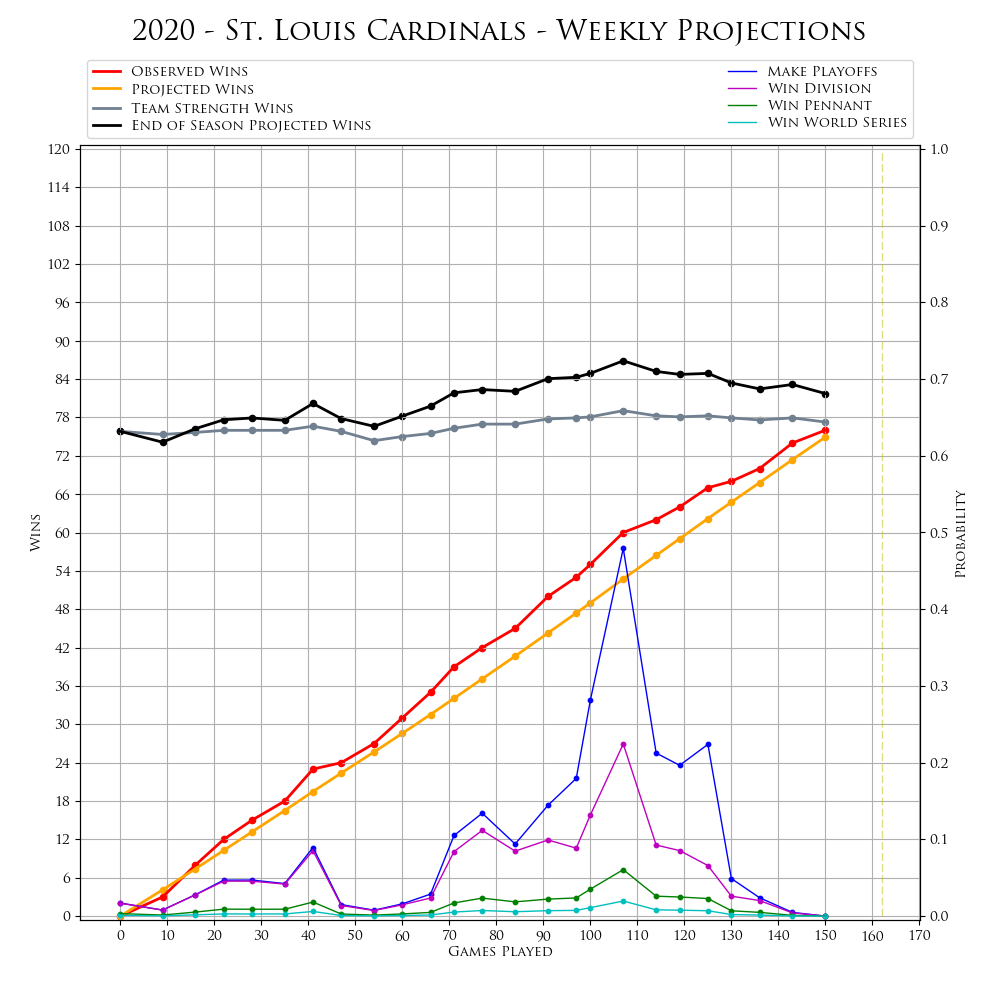 2020 - St. Louis Cardinals - Weekly Projections
Observed Wins
Projected Wins
Team Strength Wins
End of Season Projected Wins
Make Playoffs
Win Division
Win Pennant
Win World Series
120
114
108
102
96
90
84
78
72
66
60
54
48
42
36
30
24
18
12
6
0
Wins
1.0
0.9
0.8
0.7
0.6
0.5
0.4
0.3
0.2
0.1
0.0
Probability
0 10 20 30 40 50 60 70 80 90 100 110 120 130 140 150 160 170
Games Played